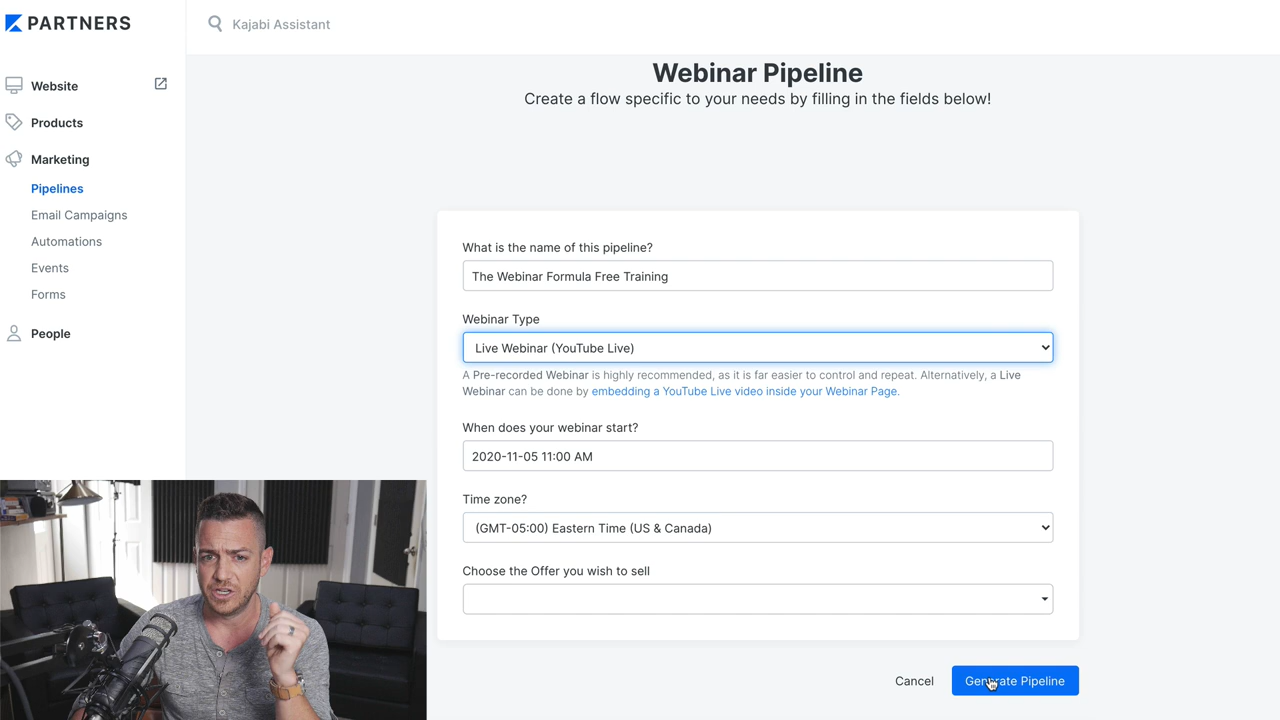 PARTNERS
Kajabi Assistant
Website
Products
Marketing
Pipelines
Email Campaigns
Automations
Events
Forms
People
Webinar Pipeline
Create a flow specific to your needs by filling in the fields below!
What is the name of this pipeline?
The Webinar Formula Free Training
Webinar Type
Live Webinar (YouTube Live)
A Pre-recorded Webinar is highly recommended, as it is far easier to control and repeat. Alternatively, a Live
Webinar can be done by embedding a YouTube Live video inside your Webinar Page.
When does your webinar start?
2020-11-05 11:00 AM
Time zone?
(GMT-05:00) Eastern Time (US & Canada)
Choose the Offer you wish to sell
Cancel
Generate Pipeline